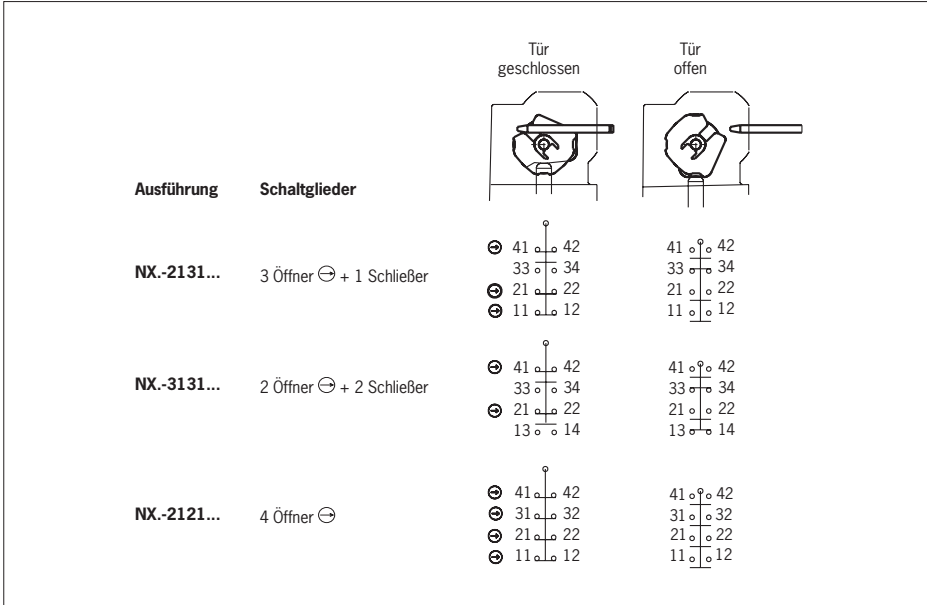 Tür
geschlossen
Tür
offen
Ausführung Schaltglieder
41 42 41 42
NX.-2131... 3 Öffner + 1 Schließer 33 34 33 34
21 22 21 22
11 12 11 12
41 42 41 42
NX.-3131... 2 Öffner + 2 Schließer 33 34 33 34
21 22 21 22
13 14 13 14
41 42 41 42
NX.-2121... 4 Öffner 31 32 31 32
21 22 21 22
11 12 11 12